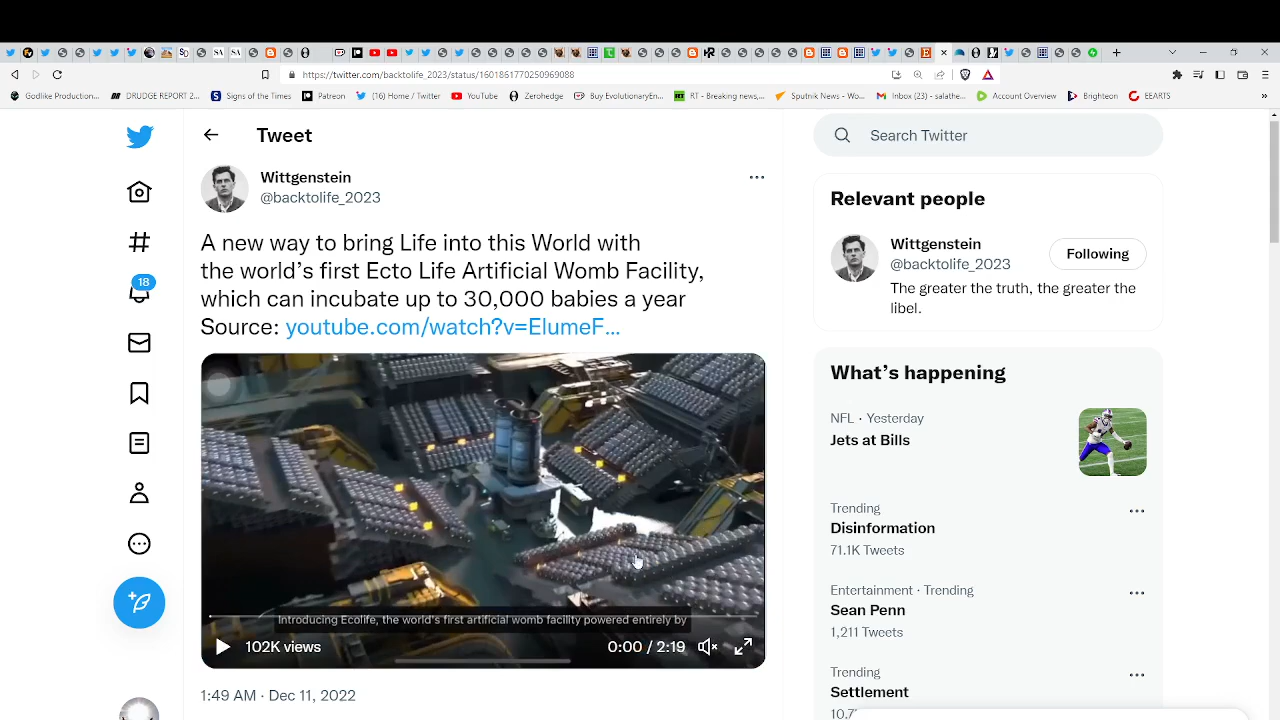 https://twitter.com/backtolife_2023/status/1601861770250969088
Godlike Production...
DRUDGE REPORT 2...
Signs of the Times
Patreon
(16) Home / Twitter
YouTube
Zerohedge
Buy EvolutionaryEn...
RT - Breaking news,...
Sputnik News - Wo...
Inbox (23) - salathe...
Account Overview
Brighteon
EEARTS
Tweet
Search Twitter
Wittgenstein
@backtolife_2023
A new way to bring Life into this World with
the world's first Ecto Life Artificial Womb Facility,
which can incubate up to 30,000 babies a year
Source: youtube.com/watch?v=ElumeF...
Introducing Ecolife, the world's first artificial womb facility powered entirely by
102K views
0:00 / 2:19
1:49 AM · Dec 11, 2022
18
Relevant people
Wittgenstein
@backtolife_2023
Following
The greater the truth, the greater the
libel.
What's happening
NFL · Yesterday
Jets at Bills
Trending
Disinformation
71.1K Tweets
Entertainment · Trending
Sean Penn
1,211 Tweets
Trending
Settlement